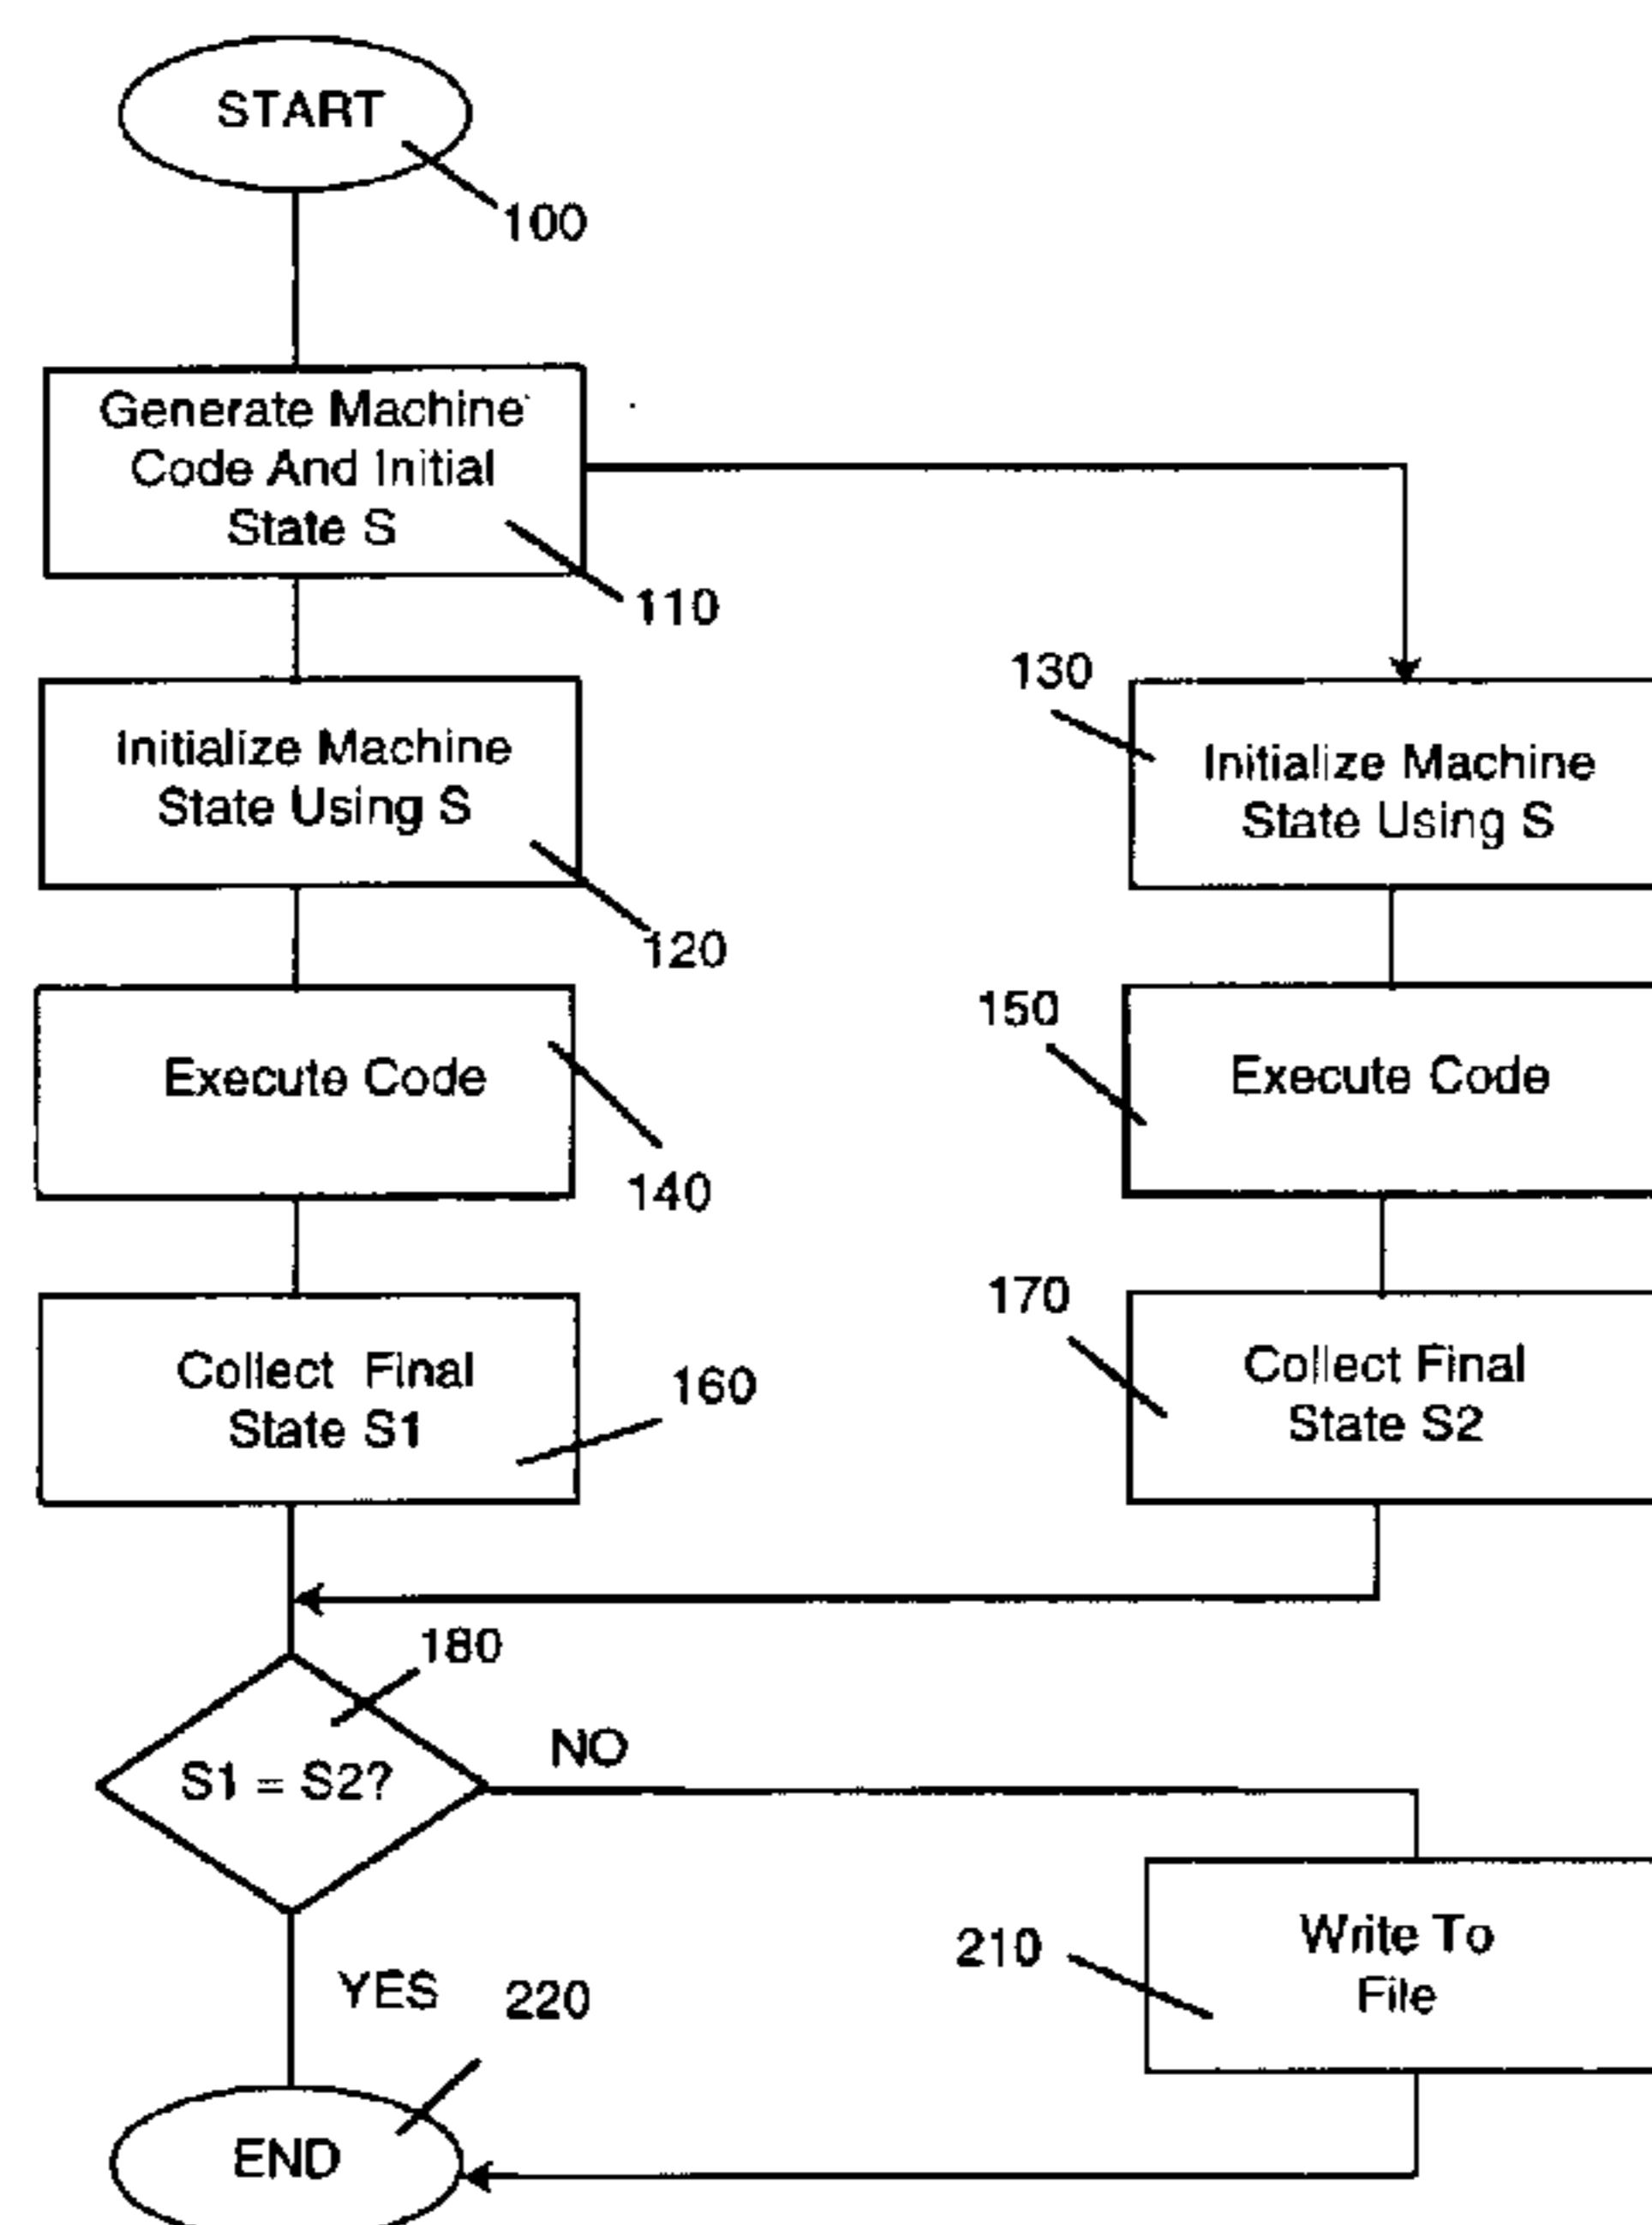 START
100
Generate Machine
Code And Initial
State S
110
130
Initialize Machine
State Using S
120
Initialize Machine
State Using S
150
Execute Code
140
Execute Code
170
Collect Final
State S1
160
Collect Final
State S2
180
S1 = S2?
NO
210
Write To
File
YES
220
END